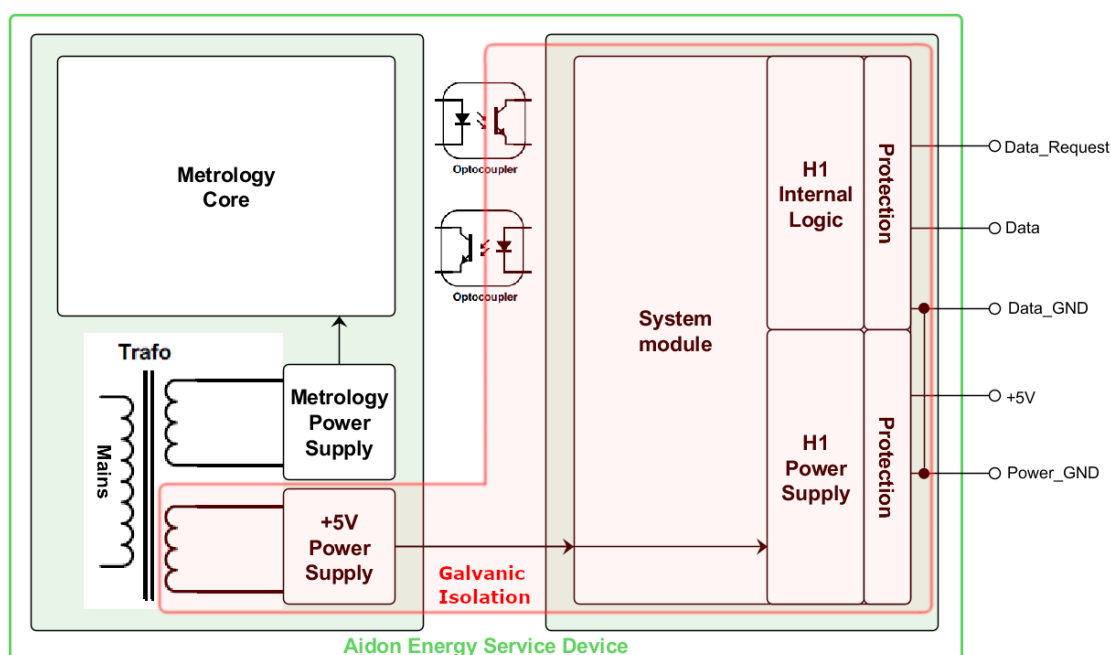 Metrology
Core
Optocoupler
Optocoupler
Trafo
Mains
Metrology
Power
Supply
+5V
Power
Supply
Galvanic
Isolation
System
module
H1
Internal
Logic
Protection
H1
Power
Supply
Protection
Data_Request
Data
Data_GND
+5V
Power_GND
Aidon Energy Service Device